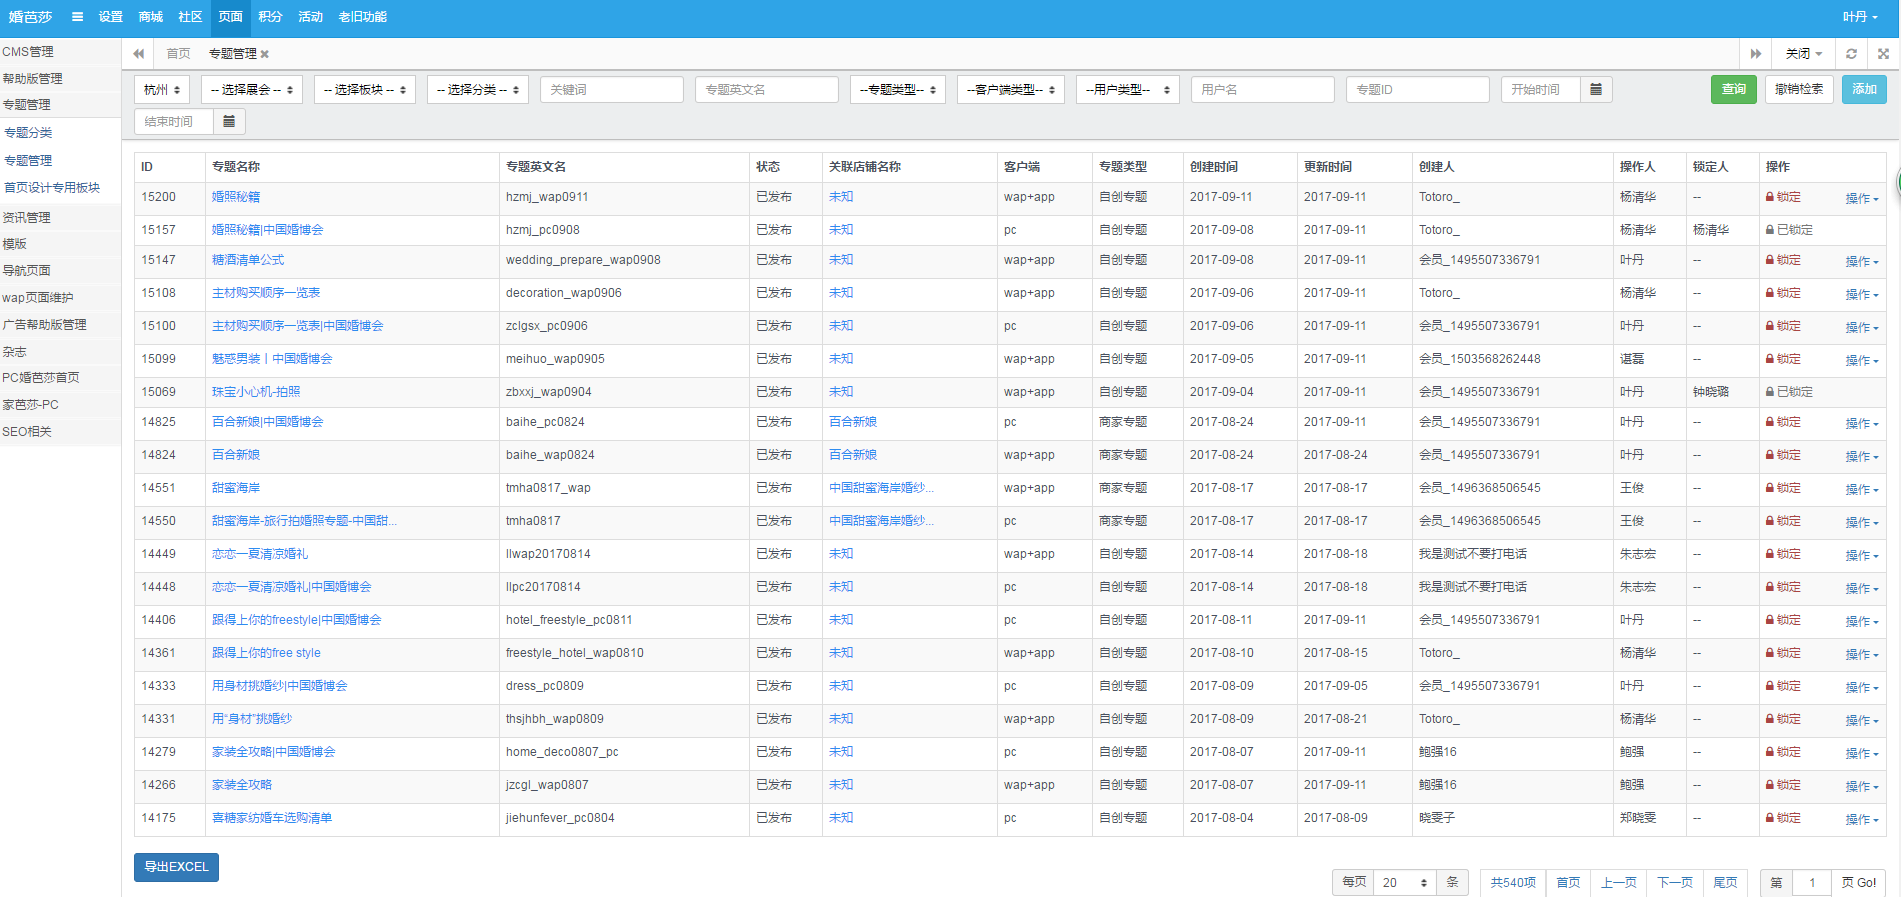 婚芭莎 设置 商城 社区 页面 积分 活动 老旧功能 叶丹
CMS管理
帮助版管理
专题管理
专题分类
专题管理
首页设计专用板块
资讯管理
模版
导航页面
wap页面维护
广告帮助版管理
杂志
PC婚芭莎首页
家芭莎-PC
SEO相关
首页 专题管理 关闭
杭州 -- 选择展会 -- -- 选择板块 -- -- 选择分类 -- 关键词 专题英文名 --专题类型-- --客户端类型-- --用户类型-- 用户名 专题ID 开始时间 查询 撤销检索 添加
结束时间
ID 专题名称 专题英文名 状态 关联店铺名称 客户端 专题类型 创建时间 更新时间 创建人 操作人 锁定人 操作
15200 婚照秘籍 hzmj_wap0911 已发布 未知 wap+app 自创专题 2017-09-11 2017-09-11 Totoro_ 杨清华 -- 锁定 操作
15157 婚照秘籍|中国婚博会 hzmj_pc0908 已发布 未知 pc 自创专题 2017-09-08 2017-09-11 Totoro_ 杨清华 杨清华 已锁定
15147 糖酒清单公式 wedding_prepare_wap0908 已发布 未知 wap+app 自创专题 2017-09-08 2017-09-11 会员_1495507336791 叶丹 -- 锁定 操作
15108 主材购买顺序一览表 decoration_wap0906 已发布 未知 wap+app 自创专题 2017-09-06 2017-09-11 Totoro_ 杨清华 -- 锁定 操作
15100 主材购买顺序一览表|中国婚博会 zclgsx_pc0906 已发布 未知 pc 自创专题 2017-09-06 2017-09-11 会员_1495507336791 叶丹 -- 锁定 操作
15099 魅惑男装丨中国婚博会 meihuo_wap0905 已发布 未知 wap+app 自创专题 2017-09-05 2017-09-11 会员_1503568262448 谌磊 -- 锁定 操作
15069 珠宝小心机-拍照 zbxxj_wap0904 已发布 未知 wap+app 自创专题 2017-09-04 2017-09-11 会员_1495507336791 叶丹 钟晓璐 已锁定
14825 百合新娘|中国婚博会 baihe_pc0824 已发布 百合新娘 pc 商家专题 2017-08-24 2017-09-11 会员_1495507336791 叶丹 -- 锁定 操作
14824 百合新娘 baihe_wap0824 已发布 百合新娘 wap+app 商家专题 2017-08-24 2017-08-24 会员_1495507336791 叶丹 -- 锁定 操作
14551 甜蜜海岸 tmha0817_wap 已发布 中国甜蜜海岸婚纱... wap+app 商家专题 2017-08-17 2017-08-17 会员_1496368506545 王俊 -- 锁定 操作
14550 甜蜜海岸-旅行拍婚照专题-中国甜... tmha0817 已发布 中国甜蜜海岸婚纱... pc 商家专题 2017-08-17 2017-08-17 会员_1496368506545 王俊 -- 锁定 操作
14449 恋恋一夏清凉婚礼 llwap20170814 已发布 未知 wap+app 自创专题 2017-08-14 2017-08-18 我是测试不要打电话 朱志宏 -- 锁定 操作
14448 恋恋一夏清凉婚礼|中国婚博会 llpc20170814 已发布 未知 pc 自创专题 2017-08-14 2017-08-18 我是测试不要打电话 朱志宏 -- 锁定 操作
14406 跟得上你的freestyle|中国婚博会 hotel_freestyle_pc0811 已发布 未知 pc 自创专题 2017-08-11 2017-09-11 会员_1495507336791 叶丹 -- 锁定 操作
14361 跟得上你的free style freestyle_hotel_wap0810 已发布 未知 wap+app 自创专题 2017-08-10 2017-08-15 Totoro_ 杨清华 -- 锁定 操作
14333 用身材挑婚纱|中国婚博会 dress_pc0809 已发布 未知 pc 自创专题 2017-08-09 2017-09-05 会员_1495507336791 叶丹 -- 锁定 操作
14331 用“身材”挑婚纱 thsjhbh_wap0809 已发布 未知 wap+app 自创专题 2017-08-09 2017-08-21 Totoro_ 杨清华 -- 锁定 操作
14279 家装全攻略|中国婚博会 home_deco0807_pc 已发布 未知 pc 自创专题 2017-08-07 2017-09-11 鲍强16 鲍强 -- 锁定 操作
14266 家装全攻略 jzcgl_wap0807 已发布 未知 wap+app 自创专题 2017-08-07 2017-09-11 鲍强16 鲍强 -- 锁定 操作
14175 喜糖家纺婚车选购清单 jiehunfever_pc0804 已发布 未知 pc 自创专题 2017-08-04 2017-08-09 晓雯子 郑晓雯 -- 锁定 操作
导出EXCEL
每页 20 条 共540项 首页 上一页 下一页 尾页 第 1 页 Go!